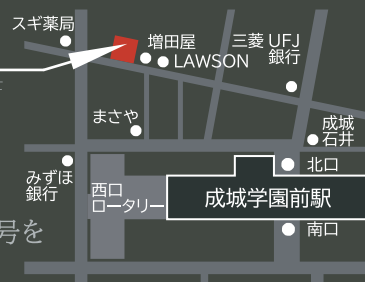 スギ薬局
増田屋
LAWSON
三菱 UFJ
銀行
まさや
成城
石井
みずほ
銀行
西口
ロータリー
成城学園前駅
北口
南口
号を